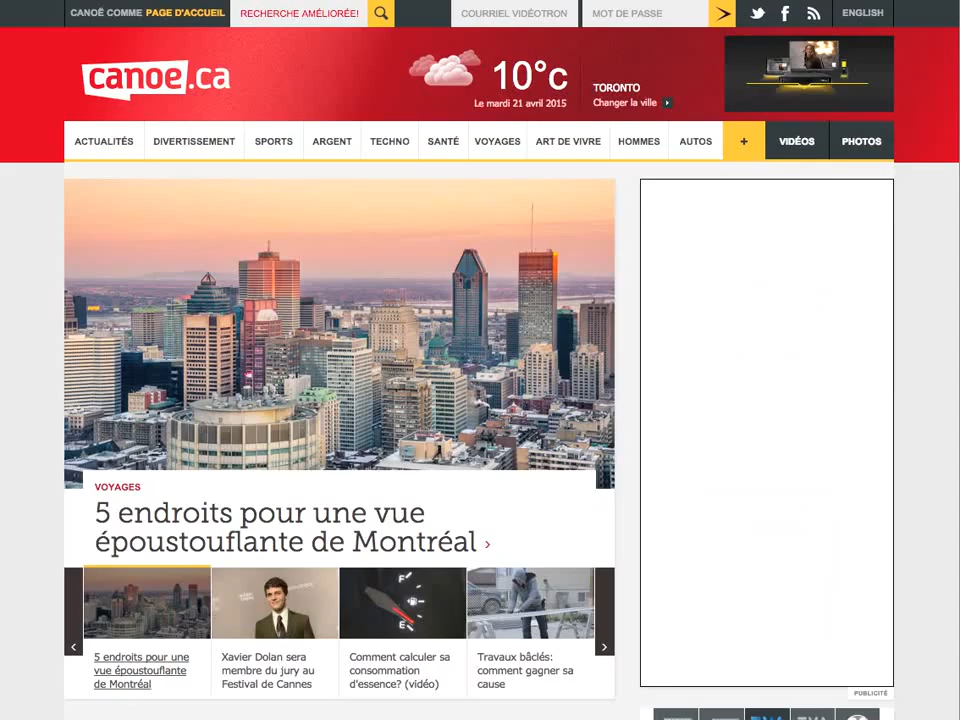 CANOË COMME PAGE D'ACCUEIL
RECHERCHE AMÉLIORÉE!
COURRIEL VIDÉOTRON
MOT DE PASSE
ENGLISH
canoe.ca
10°c
Le mardi 21 avril 2015
TORONTO
Changer la ville
ACTUALITÉS DIVERTISSEMENT SPORTS ARGENT TECHNO SANTÉ VOYAGES ART DE VIVRE HOMMES AUTOS + VIDÉOS PHOTOS
VOYAGES
5 endroits pour une vue
époustouflante de Montréal ›
F
E
5 endroits pour une
vue époustouflante
de Montréal
Xavier Dolan sera
membre du jury au
Festival de Cannes
Comment calculer sa
consommation
d'essence? (vidéo)
Travaux bâclés:
comment gagner sa
cause
PUBLICITÉ